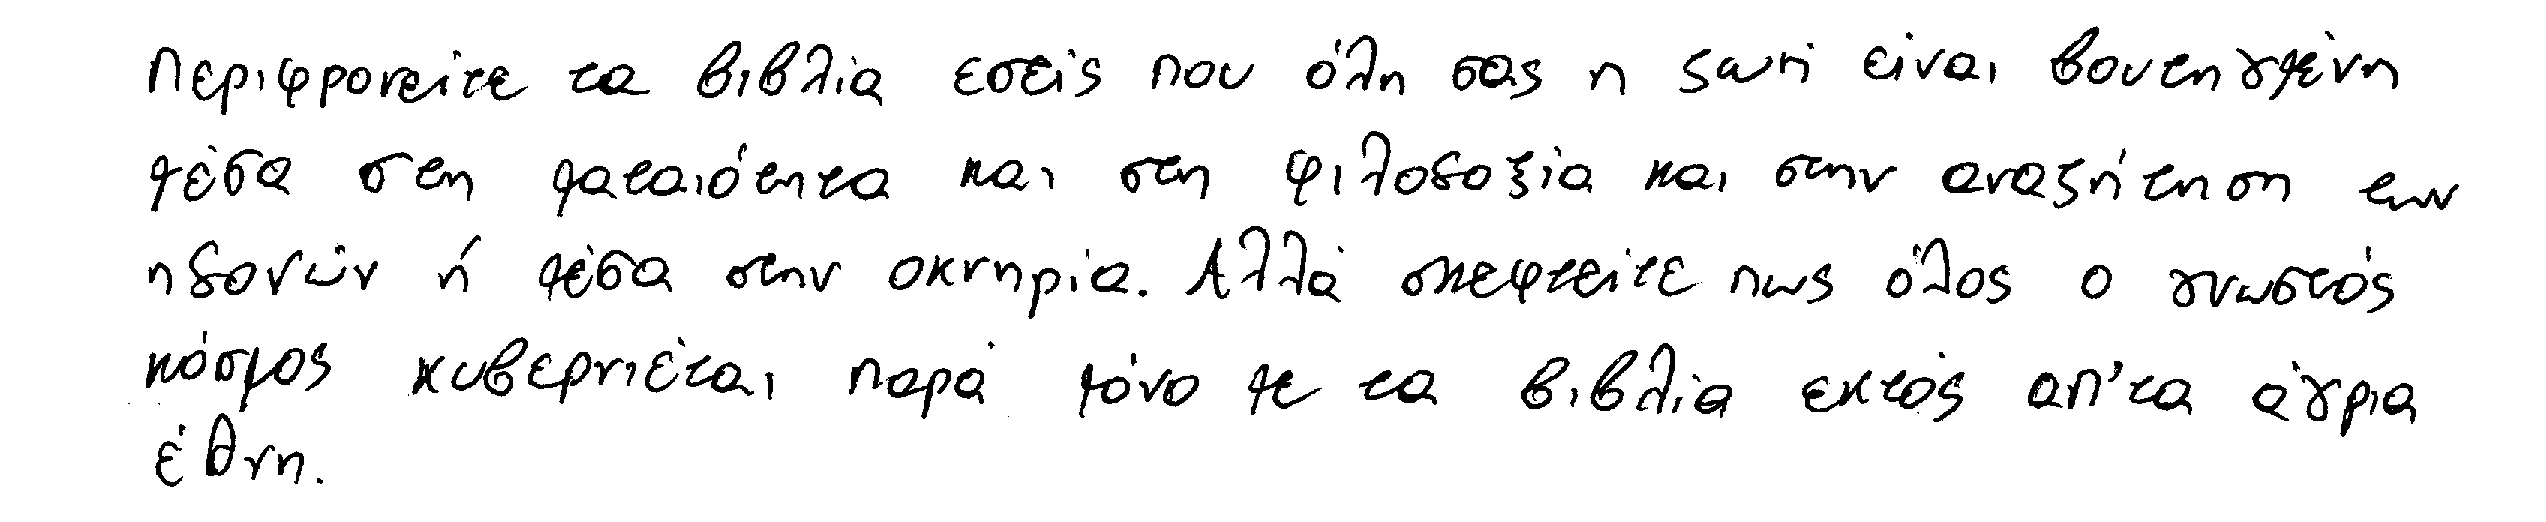 Περιφρονείτε τα βιβλία εσείς που όλη σας η ζωή είναι βουτηγμένη
μέσα στη ματαιότητα και στη φιλοδοξία και στην αναζήτηση των
ηδονών ή μέσα στην οκνηρία. Αλλά σκεφτείτε πως όλος ο γνωστός
κόσμος κυβερνιέται παρά μόνο με τα βιβλία εκτός απ'τα άγρια
έθνη.